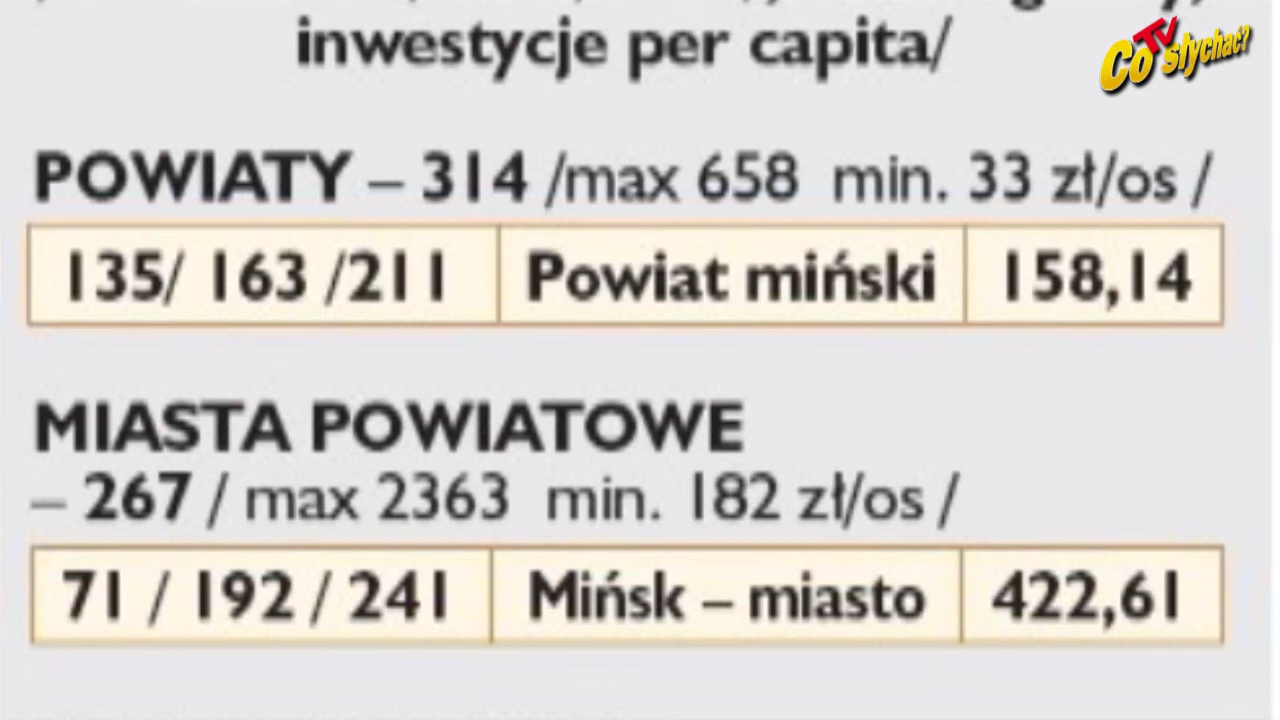 inwestycje per capita/
Co TV słychać?
POWIATY – 314 /max 658 min. 33 zł/os /
135/ 163 /211 Powiat miński 158,14
MIASTA POWIATOWE
– 267 / max 2363 min. 182 zł/os /
71 / 192 / 241 Mińsk – miasto 422,61